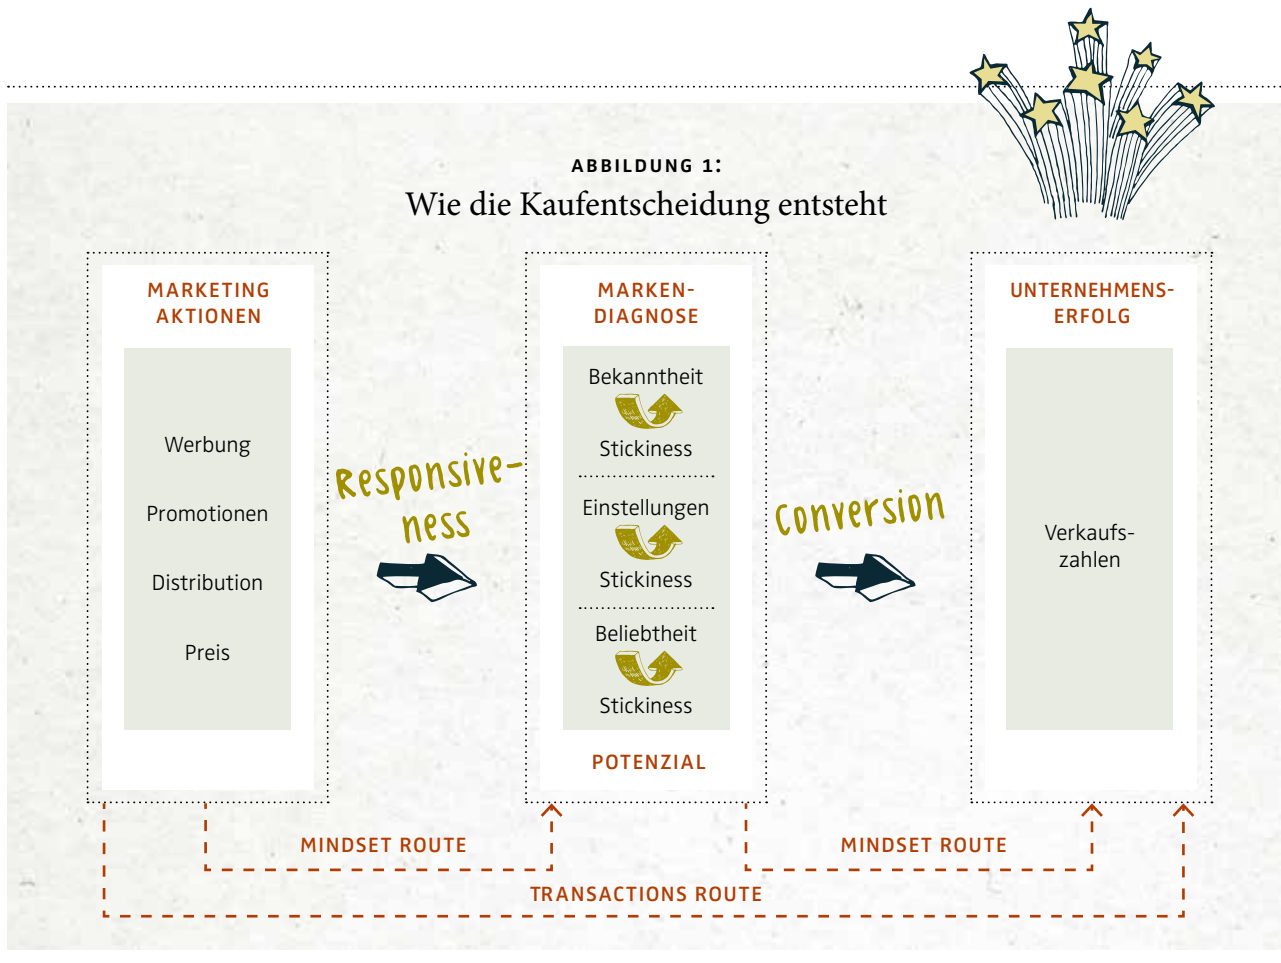 ABBILDUNG 1:
Wie die Kaufentscheidung entsteht
MARKETING
AKTIONEN
Werbung
Promotionen
Distribution
Preis
Responsive-
ness
MARKEN-
DIAGNOSE
Bekanntheit
Stickiness
Einstellungen
Stickiness
Beliebtheit
Stickiness
POTENZIAL
Conversion
UNTERNEHMENS-
ERFOLG
Verkaufs-
zahlen
MINDSET ROUTE
MINDSET ROUTE
TRANSACTIONS ROUTE